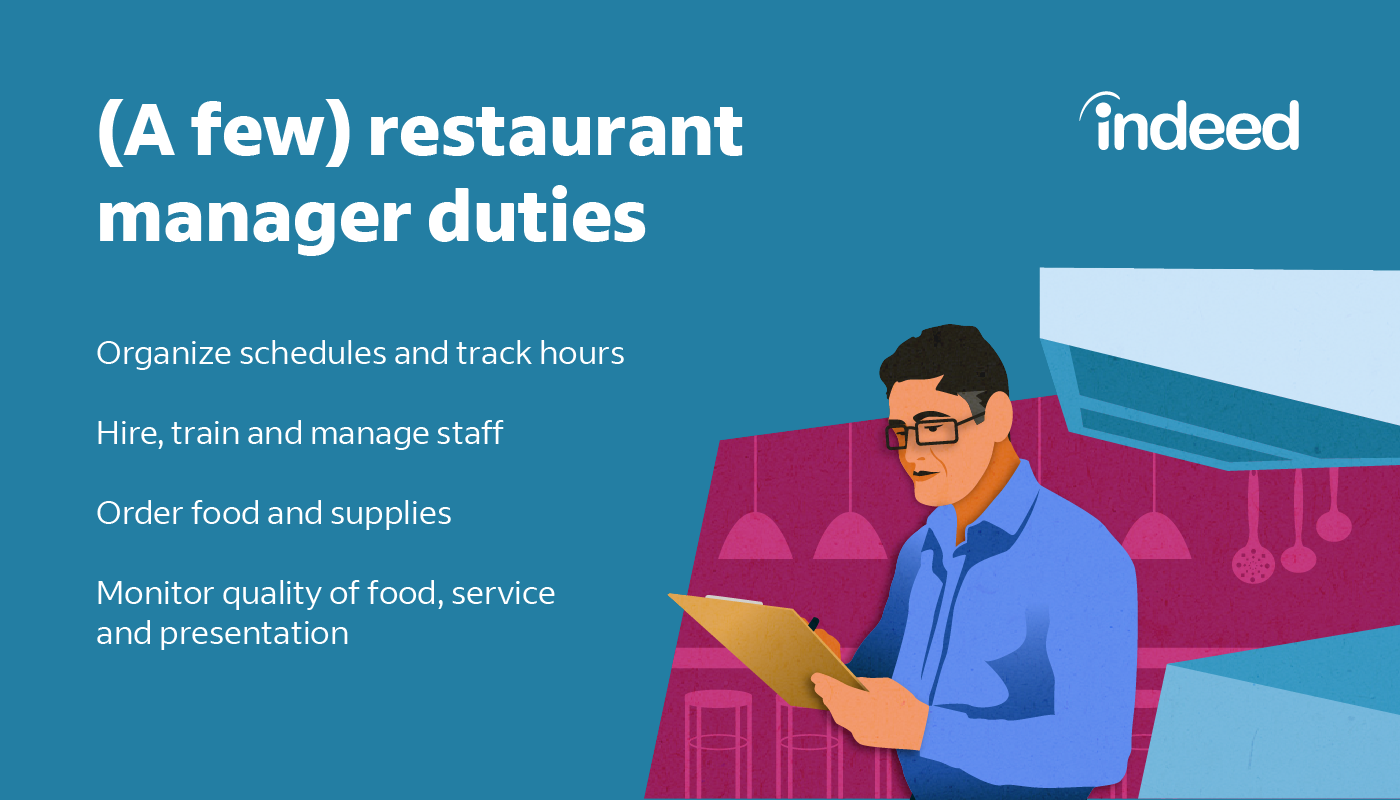 (A few) restaurant
manager duties
indeed
Organize schedules and track hours
Hire, train and manage staff
Order food and supplies
Monitor quality of food, service
and presentation